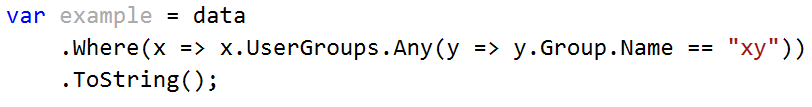 var example = data
    .Where(x => x.UserGroups.Any(y => y.Group.Name == "xy"))
    .ToString();